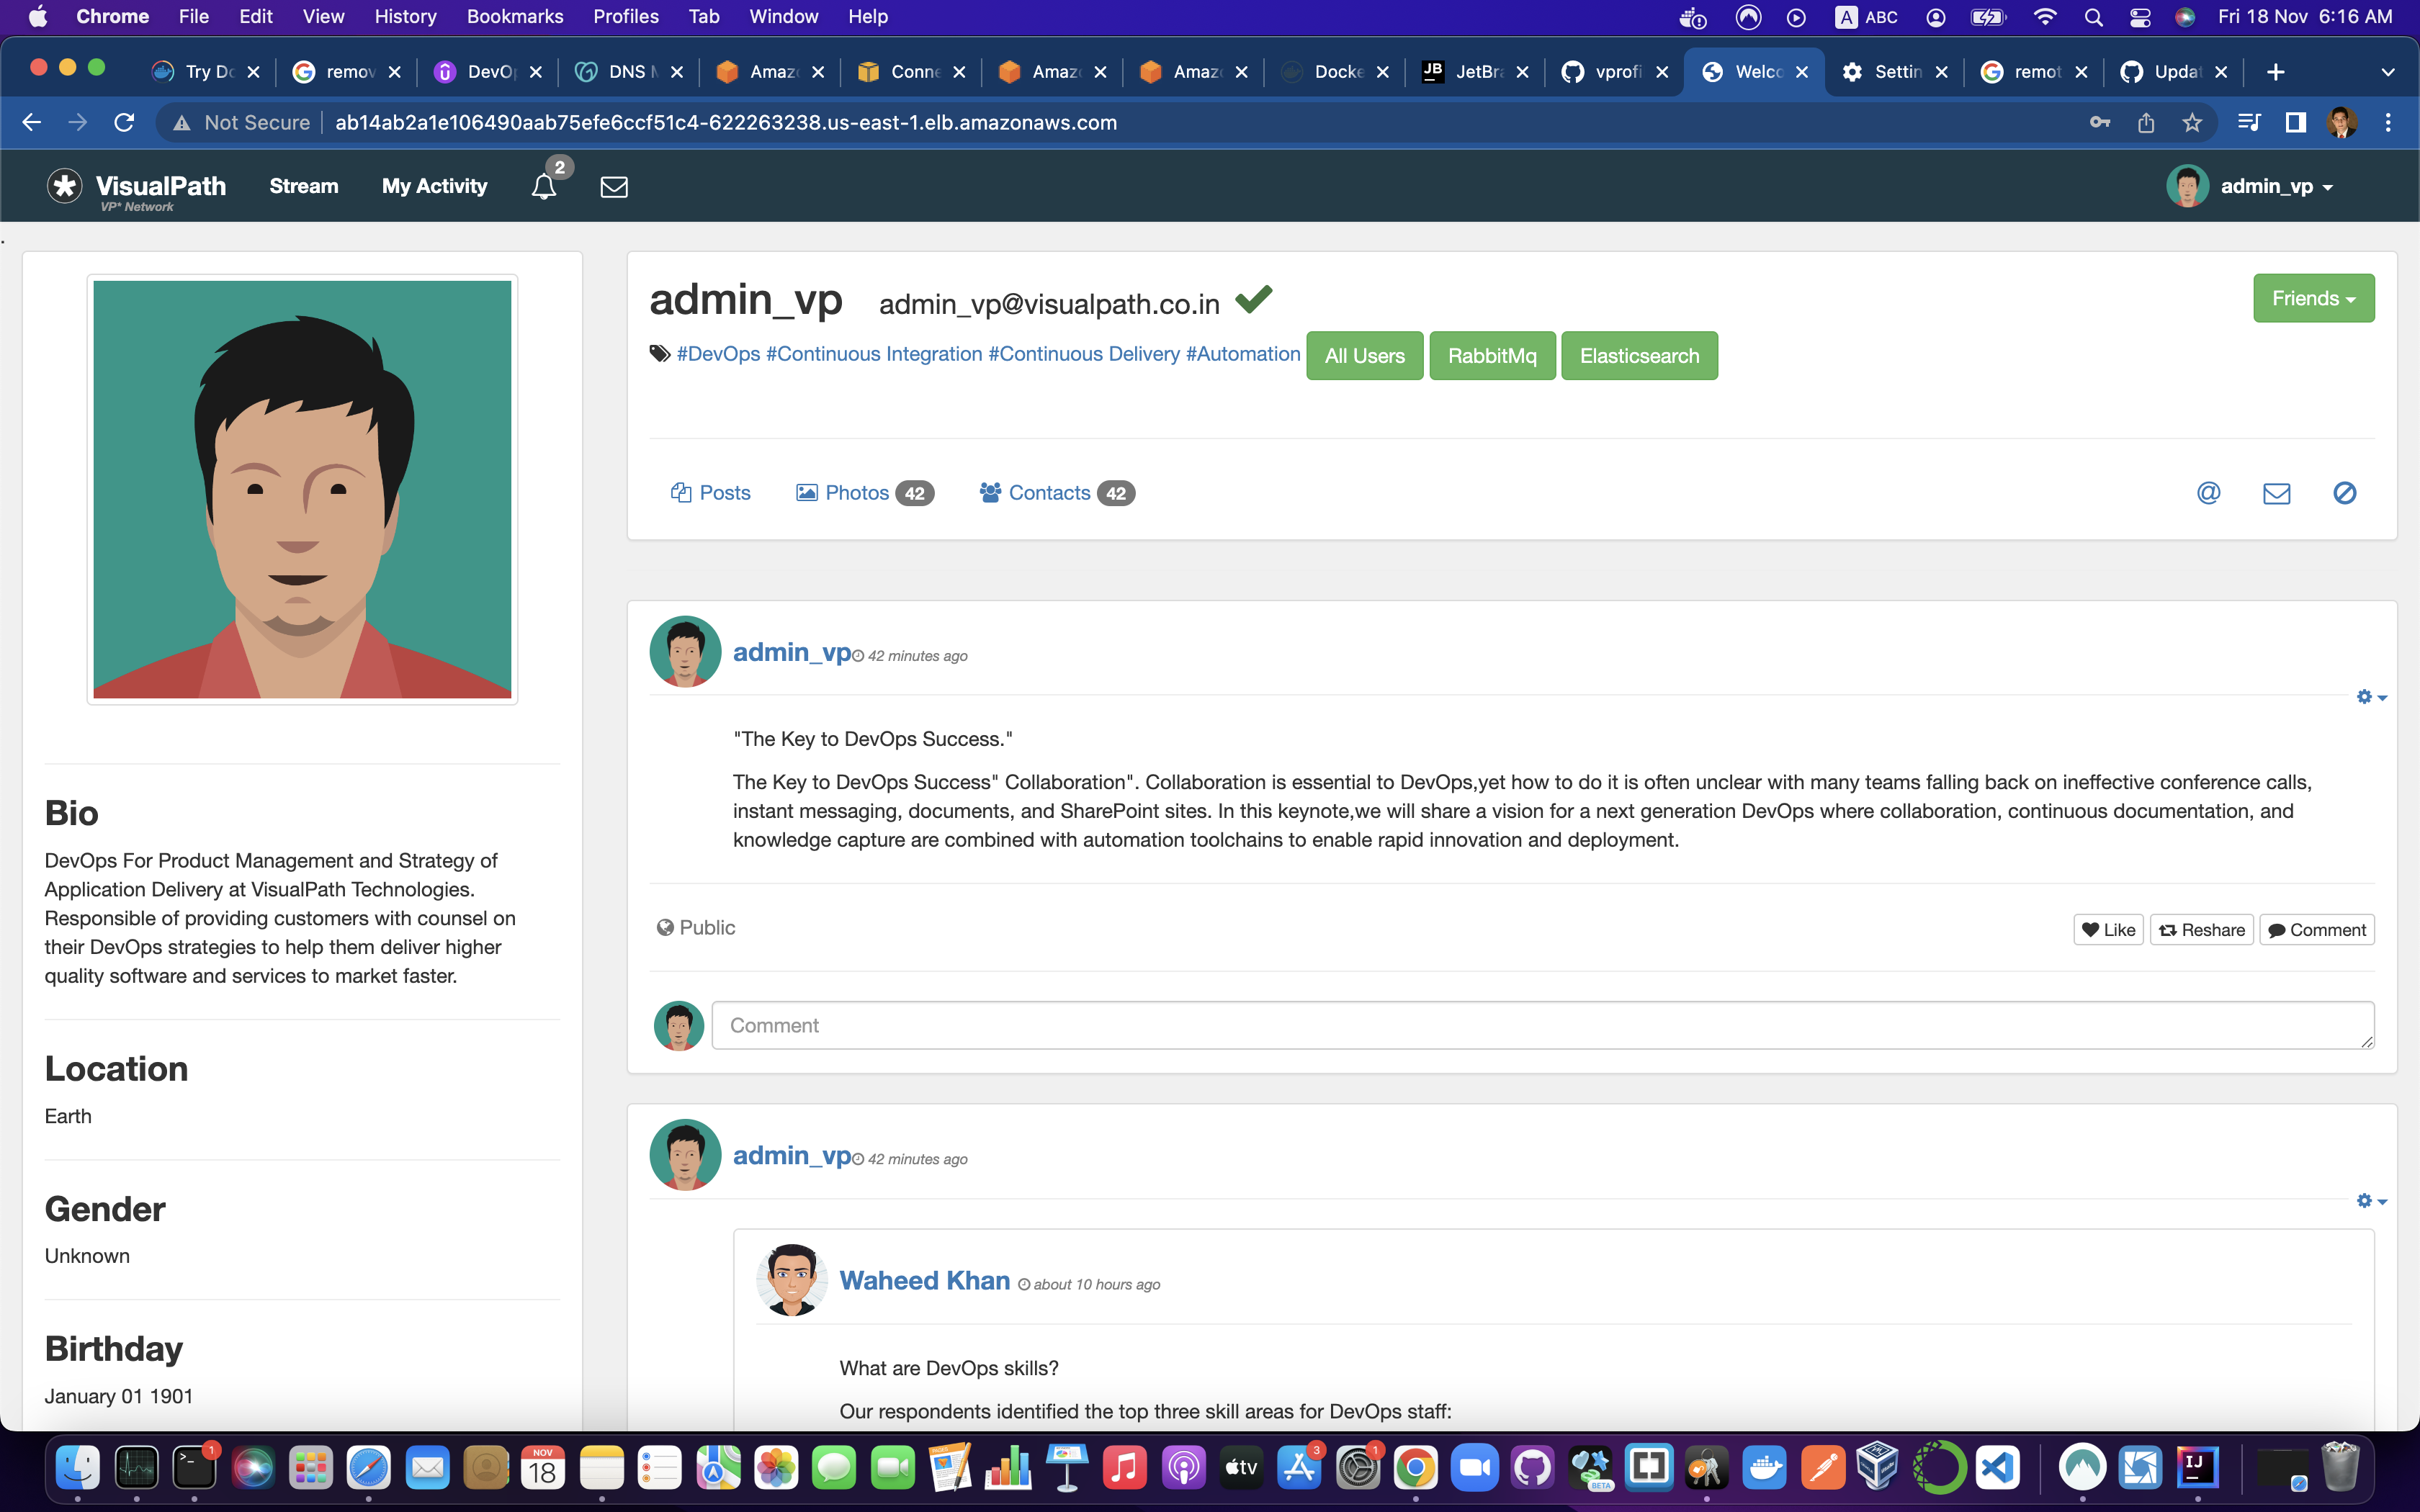 Chrome File Edit View History Bookmarks Profiles Tab Window Help
A ABC Fri 18 Nov 6:16 AM
Try Dc remov DevOp DNS M Amaz Conne Amaz Amaz Docke JB JetBra vprofi Welco Settin remot Updat
Not Secure ab14ab2a1e106490aab75efe6ccf51c4-622263238.us-east-1.elb.amazonaws.com
VisualPath Stream My Activity 2 admin_vp
VP* Network
admin_vp admin_vp@visualpath.co.in Friends
#DevOps #Continuous Integration #Continuous Delivery #Automation All Users RabbitMq Elasticsearch
Posts Photos 42 Contacts 42 @
admin_vp 42 minutes ago
"The Key to DevOps Success."
The Key to DevOps Success" Collaboration". Collaboration is essential to DevOps,yet how to do it is often unclear with many teams falling back on ineffective conference calls,
instant messaging, documents, and SharePoint sites. In this keynote,we will share a vision for a next generation DevOps where collaboration, continuous documentation, and
knowledge capture are combined with automation toolchains to enable rapid innovation and deployment.
Public Like Reshare Comment
Comment
admin_vp 42 minutes ago
Waheed Khan about 10 hours ago
What are DevOps skills?
Our respondents identified the top three skill areas for DevOps staff:
Bio
DevOps For Product Management and Strategy of
Application Delivery at VisualPath Technologies.
Responsible of providing customers with counsel on
their DevOps strategies to help them deliver higher
quality software and services to market faster.
Location
Earth
Gender
Unknown
Birthday
January 01 1901
1 NOV 18 tv 3 1 BETA IJ